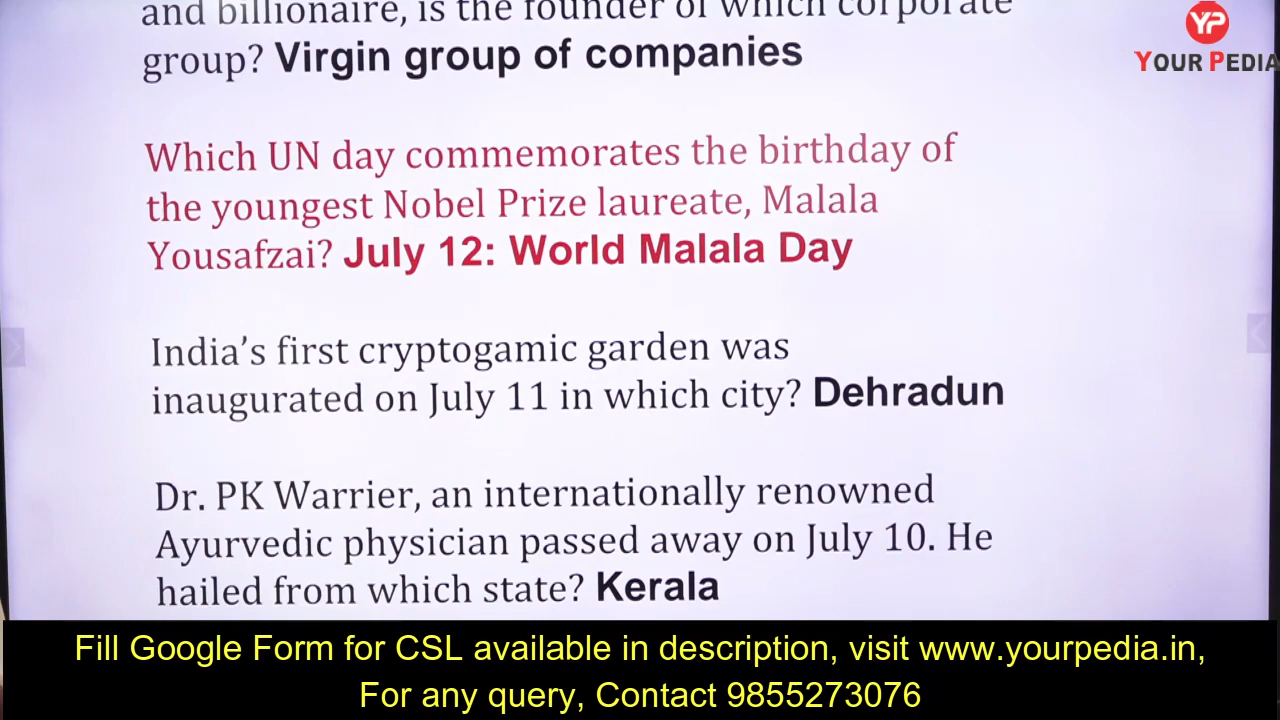 and billionaire, is the founder of which corporate
group? Virgin group of companies
YP
YOUR PEDIA
Which UN day commemorates the birthday of
the youngest Nobel Prize laureate, Malala
Yousafzai? July 12: World Malala Day
India's first cryptogamic garden was
inaugurated on July 11 in which city? Dehradun
Dr. PK Warrier, an internationally renowned
Ayurvedic physician passed away on July 10. He
hailed from which state? Kerala
Fill Google Form for CSL available in description, visit www.yourpedia.in,
For any query, Contact 9855273076